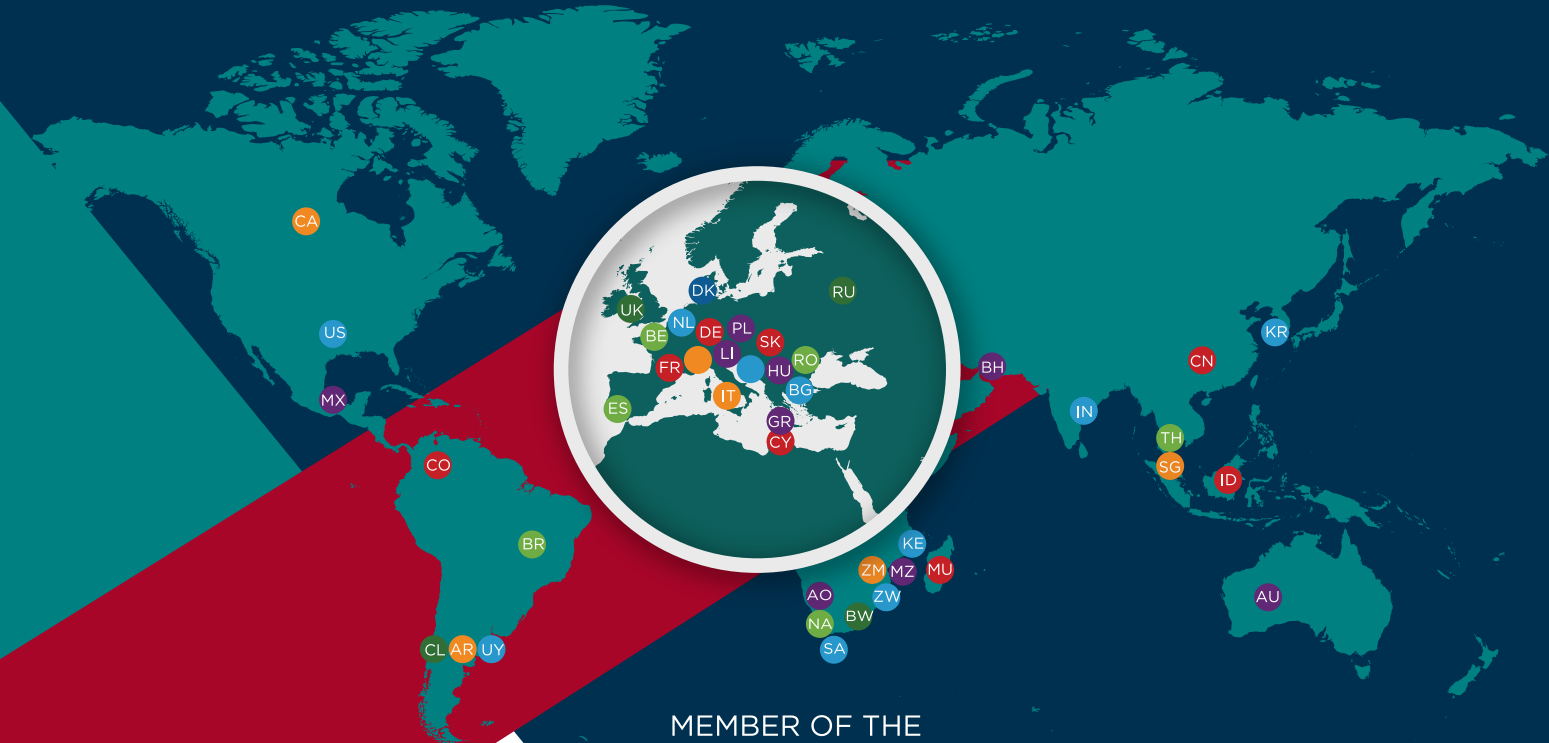 CA
US
MX
CO
BR
CL AR UY
DK
RU
UK
NL
BE
DE
PL
SK
LI
FR
HU
RO
BG
IT
ES
GR
CY
BH
IN
CN
KR
TH
SG
ID
KE
ZM
MZ
MU
AO
ZW
NA
BW
SA
AU
MEMBER OF THE